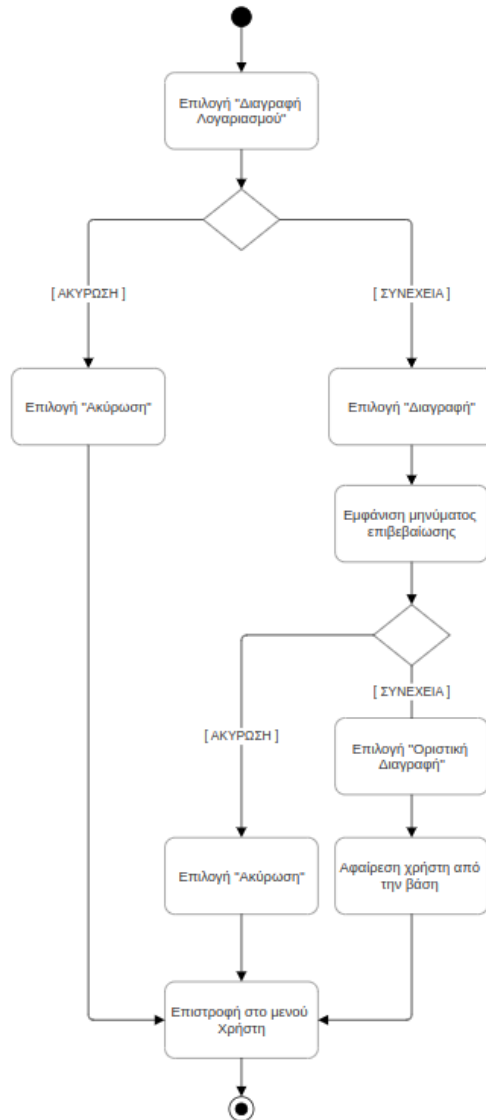 Επιλογή "Διαγραφή
Λογαριασμού"
[ ΑΚΥΡΩΣΗ ]
[ ΣΥΝΕΧΕΙΑ ]
Επιλογή "Ακύρωση"
Επιλογή "Διαγραφή"
Εμφάνιση μηνύματος
επιβεβαίωσης
[ ΣΥΝΕΧΕΙΑ ]
[ ΑΚΥΡΩΣΗ ]
Επιλογή "Οριστική
Διαγραφή"
Επιλογή "Ακύρωση"
Αφαίρεση χρήστη από
την βάση
Επιστροφή στο μενού
Χρήστη